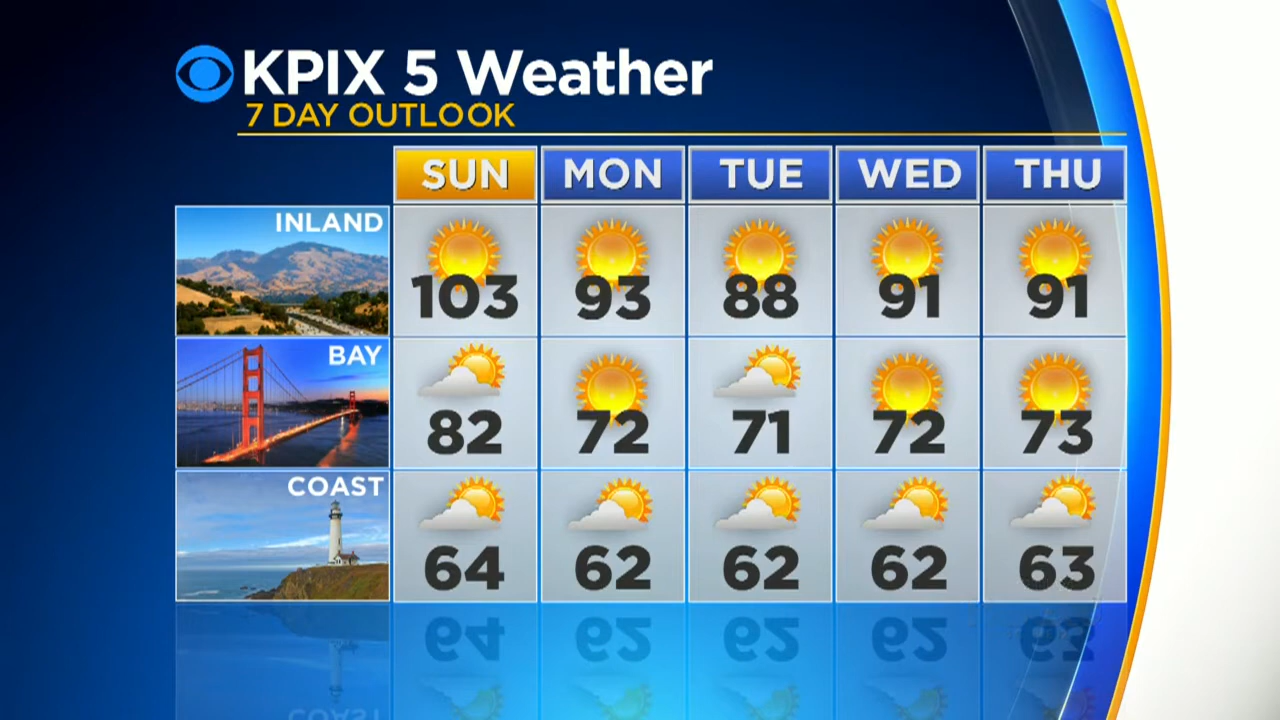 KPIX 5 Weather
7 DAY OUTLOOK
SUN MON TUE WED THU
INLAND
103 93 88 91 91
BAY
82 72 71 72 73
COAST
64 62 62 62 63